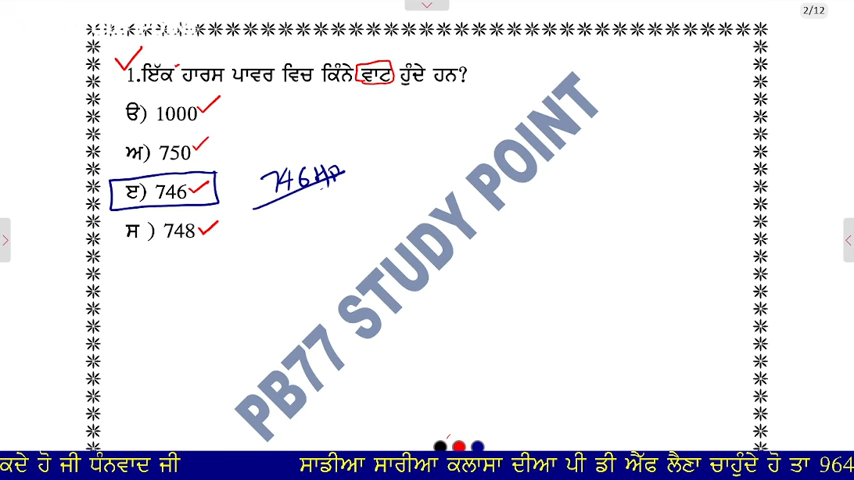 2/12
1.ਇੱਕ ਹਾਰਸ ਪਾਵਰ ਵਿਚ ਕਿੰਨੇ ਵਾਟ ਹੁੰਦੇ ਹਨ?
ੳ) 1000
ਅ) 750
ੲ) 746
746 HP
ਸ ) 748
PB77 STUDY POINT
ਕਦੇ ਹੋ ਜੀ ਧੰਨਵਾਦ ਜੀ ਸਾਡੀਆ ਸਾਰੀਆ ਕਲਾਸਾ ਦੀਆ ਪੀ ਡੀ ਐੱਫ ਲੈਣਾ ਚਾਹੁੰਦੇ ਹੋ ਤਾ 964